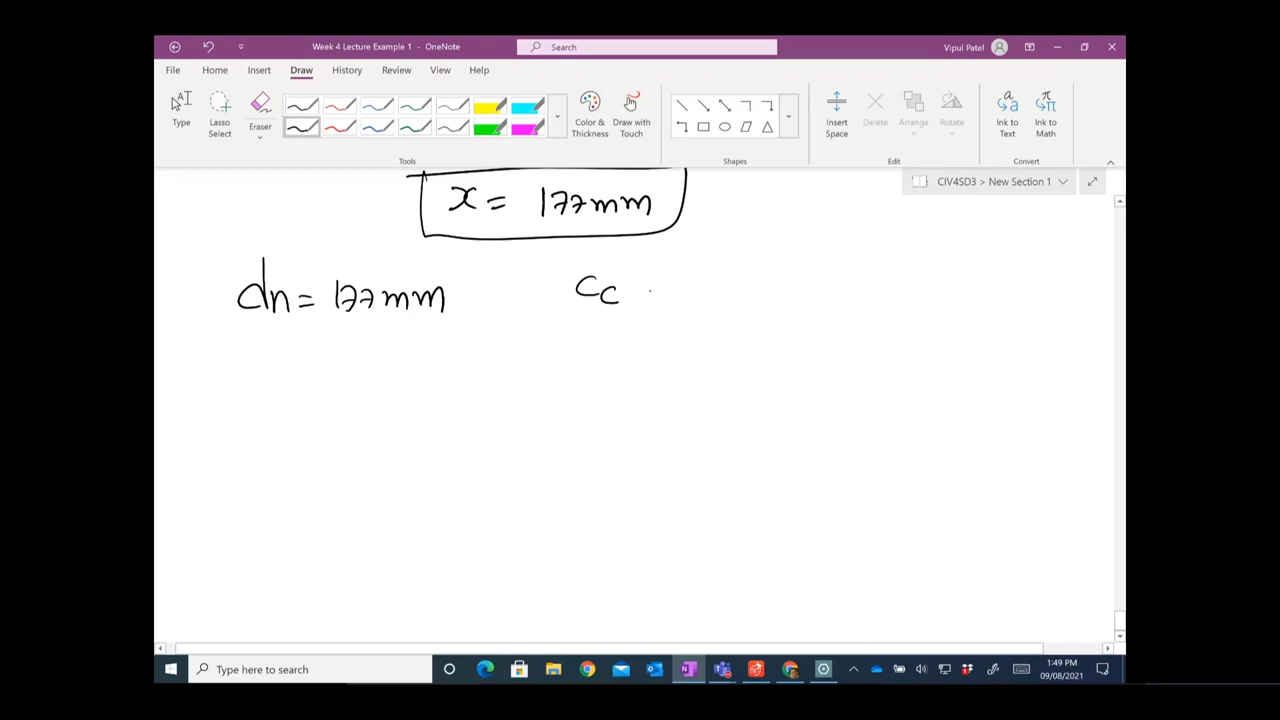 Week 4 Lecture Example 1 - OneNote
Search
Vipul Patel
File Home Insert Draw History Review View Help
Type
Lasso Select
Eraser
Color & Thickness
Draw with Touch
Insert Space
Delete
Arrange
Rotate
Ink to Text
Ink to Math
Tools
Shapes
Edit
Convert
CIV4SD3 > New Section 1
x = 177mm
dn = 177mm Cc
Type here to search
1:49 PM
09/08/2021